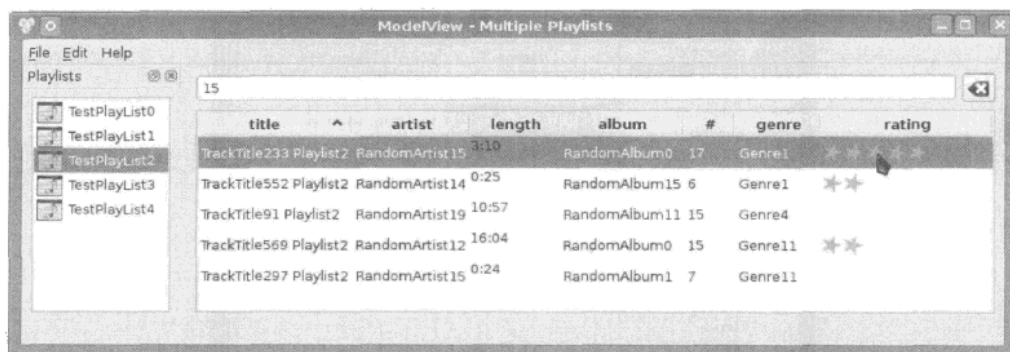 ModelView - Multiple Playlists
File Edit Help
Playlists
15
TestPlayList0
TestPlayList1
TestPlayList2
TestPlayList3
TestPlayList4
title artist length album # genre rating
TrackTitle233 Playlist2 RandomArtist15 3:10 RandomAlbum0 17 Genre1
TrackTitle552 Playlist2 RandomArtist14 0:25 RandomAlbum15 6 Genre1
TrackTitle91 Playlist2 RandomArtist19 10:57 RandomAlbum11 15 Genre4
TrackTitle569 Playlist2 RandomArtist12 16:04 RandomAlbum0 15 Genre11
TrackTitle297 Playlist2 RandomArtist15 0:24 RandomAlbum1 7 Genre11